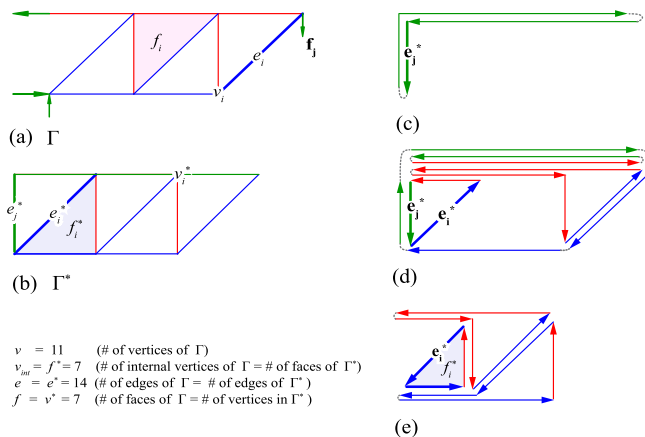 f_i
e_i
f_j
v_i
(a) Γ
e_j^*
(c)
v_i^*
e_j^*
e_i^*
f_i^*
(b) Γ^*
e_j^*
e_i^*
(d)
v = 11 (# of vertices of Γ)
v_int = f^* = 7 (# of internal vertices of Γ = # of faces of Γ^*)
e = e^* = 14 (# of edges of Γ = # of edges of Γ^* )
f = v^* = 7 (# of faces of Γ = # of vertices in Γ^* )
e_i^*
f_i^*
(e)